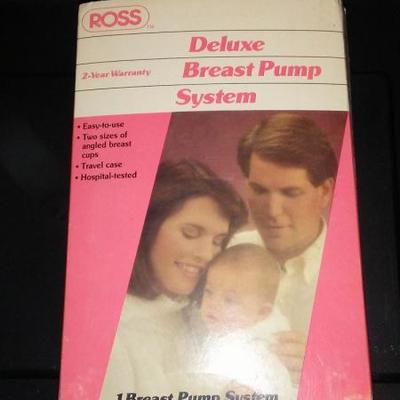 ROSS™
Deluxe
2-Year Warranty Breast Pump
System
• Easy-to-use
• Two sizes of
angled breast
cups
• Travel case
• Hospital-tested
1 Breast Pump System